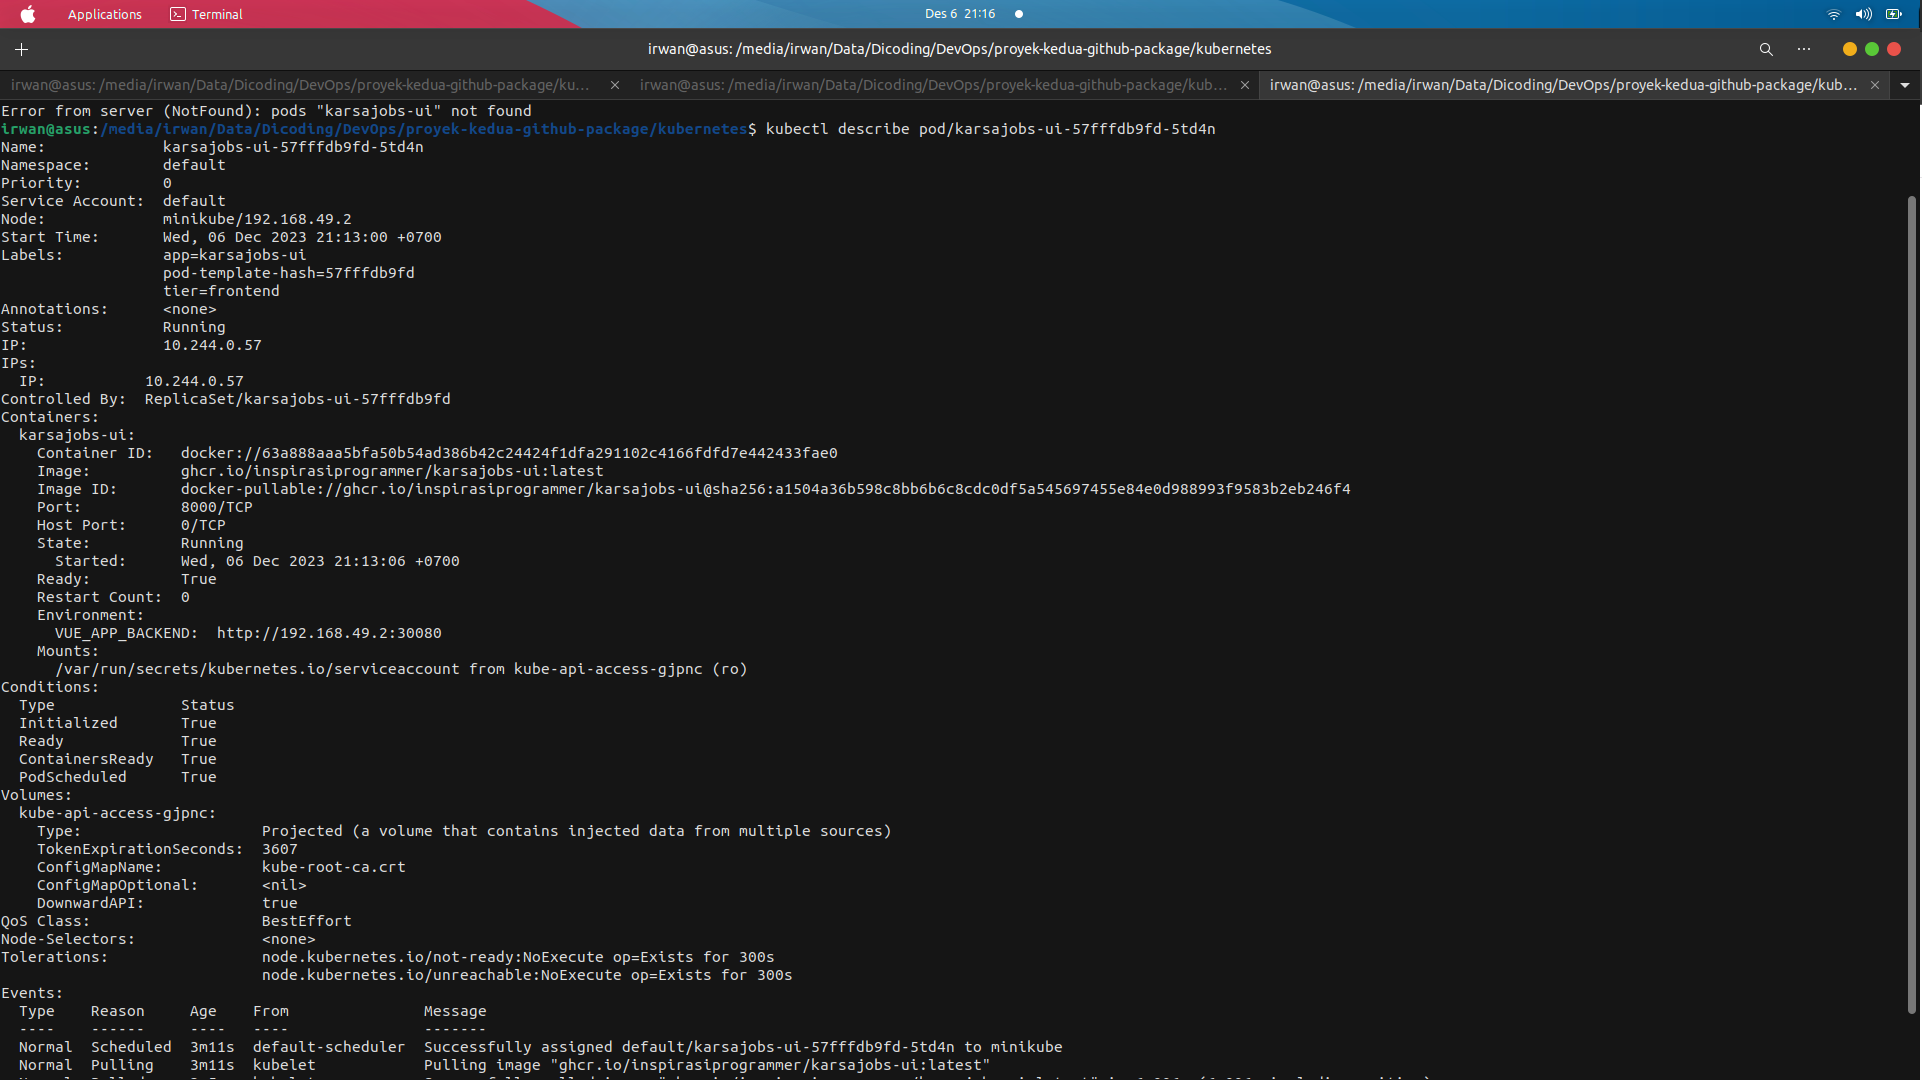 Applications Terminal Des 6 21:16
irwan@asus: /media/irwan/Data/Dicoding/DevOps/proyek-kedua-github-package/kubernetes
irwan@asus: /media/irwan/Data/Dicoding/DevOps/proyek-kedua-github-package/ku... irwan@asus: /media/irwan/Data/Dicoding/DevOps/proyek-kedua-github-package/kub... irwan@asus: /media/irwan/Data/Dicoding/DevOps/proyek-kedua-github-package/kub...
Error from server (NotFound): pods "karsajobs-ui" not found
irwan@asus:/media/irwan/Data/Dicoding/DevOps/proyek-kedua-github-package/kubernetes$ kubectl describe pod/karsajobs-ui-57fffdb9fd-5td4n
Name: karsajobs-ui-57fffdb9fd-5td4n
Namespace: default
Priority: 0
Service Account: default
Node: minikube/192.168.49.2
Start Time: Wed, 06 Dec 2023 21:13:00 +0700
Labels: app=karsajobs-ui
pod-template-hash=57fffdb9fd
tier=frontend
Annotations: <none>
Status: Running
IP: 10.244.0.57
IPs:
IP: 10.244.0.57
Controlled By: ReplicaSet/karsajobs-ui-57fffdb9fd
Containers:
karsajobs-ui:
Container ID: docker://63a888aaa5bfa50b54ad386b42c24424f1dfa291102c4166fdfd7e442433fae0
Image: ghcr.io/inspirasiprogrammer/karsajobs-ui:latest
Image ID: docker-pullable://ghcr.io/inspirasiprogrammer/karsajobs-ui@sha256:a1504a36b598c8bb6b6c8cdc0df5a545697455e84e0d988993f9583b2eb246f4
Port: 8000/TCP
Host Port: 0/TCP
State: Running
Started: Wed, 06 Dec 2023 21:13:06 +0700
Ready: True
Restart Count: 0
Environment:
VUE_APP_BACKEND: http://192.168.49.2:30080
Mounts:
/var/run/secrets/kubernetes.io/serviceaccount from kube-api-access-gjpnc (ro)
Conditions:
Type Status
Initialized True
Ready True
ContainersReady True
PodScheduled True
Volumes:
kube-api-access-gjpnc:
Type: Projected (a volume that contains injected data from multiple sources)
TokenExpirationSeconds: 3607
ConfigMapName: kube-root-ca.crt
ConfigMapOptional: <nil>
DownwardAPI: true
QoS Class: BestEffort
Node-Selectors: <none>
Tolerations: node.kubernetes.io/not-ready:NoExecute op=Exists for 300s
node.kubernetes.io/unreachable:NoExecute op=Exists for 300s
Events:
Type Reason Age From Message
---- ------ ---- ---- -------
Normal Scheduled 3m11s default-scheduler Successfully assigned default/karsajobs-ui-57fffdb9fd-5td4n to minikube
Normal Pulling 3m11s kubelet Pulling image "ghcr.io/inspirasiprogrammer/karsajobs-ui:latest"